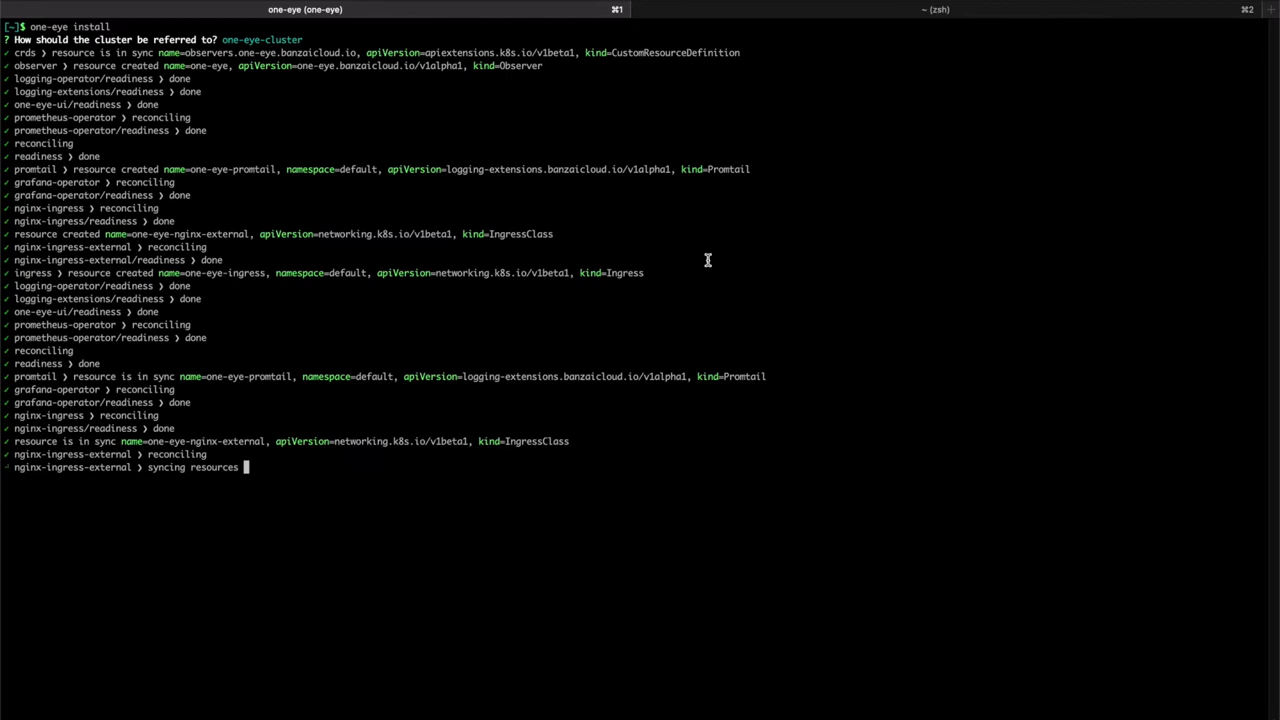 one-eye (one-eye) ⌘1 ~ (zsh) ⌘2
[~]$ one-eye install
? How should the cluster be referred to? one-eye-cluster
✓ crds ❯ resource is in sync name=observers.one-eye.banzaicloud.io, apiVersion=apiextensions.k8s.io/v1beta1, kind=CustomResourceDefinition
✓ observer ❯ resource created name=one-eye, apiVersion=one-eye.banzaicloud.io/v1alpha1, kind=Observer
✓ logging-operator/readiness ❯ done
✓ logging-extensions/readiness ❯ done
✓ one-eye-ui/readiness ❯ done
✓ prometheus-operator ❯ reconciling
✓ prometheus-operator/readiness ❯ done
✓ reconciling
✓ readiness ❯ done
✓ promtail ❯ resource created name=one-eye-promtail, namespace=default, apiVersion=logging-extensions.banzaicloud.io/v1alpha1, kind=Promtail
✓ grafana-operator ❯ reconciling
✓ grafana-operator/readiness ❯ done
✓ nginx-ingress ❯ reconciling
✓ nginx-ingress/readiness ❯ done
✓ resource created name=one-eye-nginx-external, apiVersion=networking.k8s.io/v1beta1, kind=IngressClass
✓ nginx-ingress-external ❯ reconciling
✓ nginx-ingress-external/readiness ❯ done
✓ ingress ❯ resource created name=one-eye-ingress, namespace=default, apiVersion=networking.k8s.io/v1beta1, kind=Ingress
✓ logging-operator/readiness ❯ done
✓ logging-extensions/readiness ❯ done
✓ one-eye-ui/readiness ❯ done
✓ prometheus-operator ❯ reconciling
✓ prometheus-operator/readiness ❯ done
✓ reconciling
✓ readiness ❯ done
✓ promtail ❯ resource is in sync name=one-eye-promtail, namespace=default, apiVersion=logging-extensions.banzaicloud.io/v1alpha1, kind=Promtail
✓ grafana-operator ❯ reconciling
✓ grafana-operator/readiness ❯ done
✓ nginx-ingress ❯ reconciling
✓ nginx-ingress/readiness ❯ done
✓ resource is in sync name=one-eye-nginx-external, apiVersion=networking.k8s.io/v1beta1, kind=IngressClass
✓ nginx-ingress-external ❯ reconciling
nginx-ingress-external ❯ syncing resources